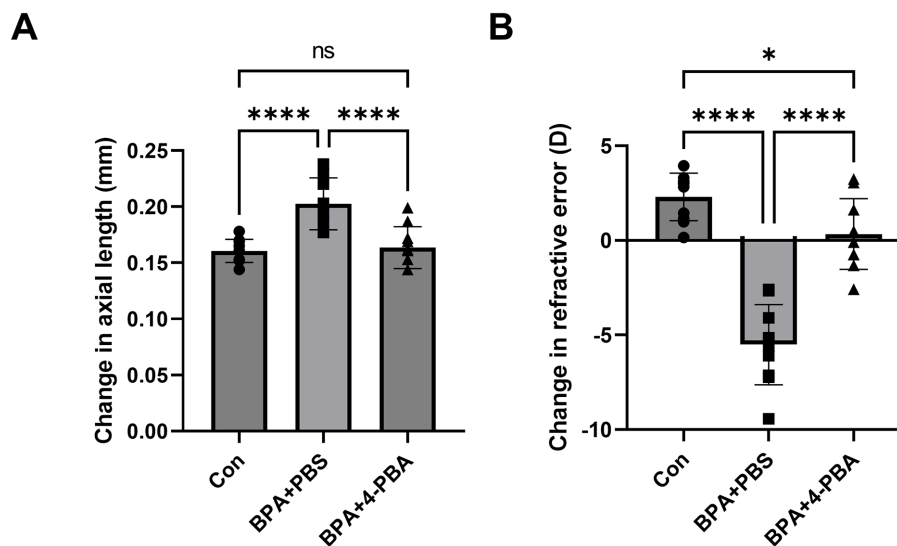 A
ns
**** ****
Change in axial length (mm)
0.25
0.20
0.15
0.10
0.05
0.00
Con
BPA+PBS
BPA+4-PBA
B
*
**** ****
Change in refractive error (D)
5
0
-5
-10
Con
BPA+PBS
BPA+4-PBA